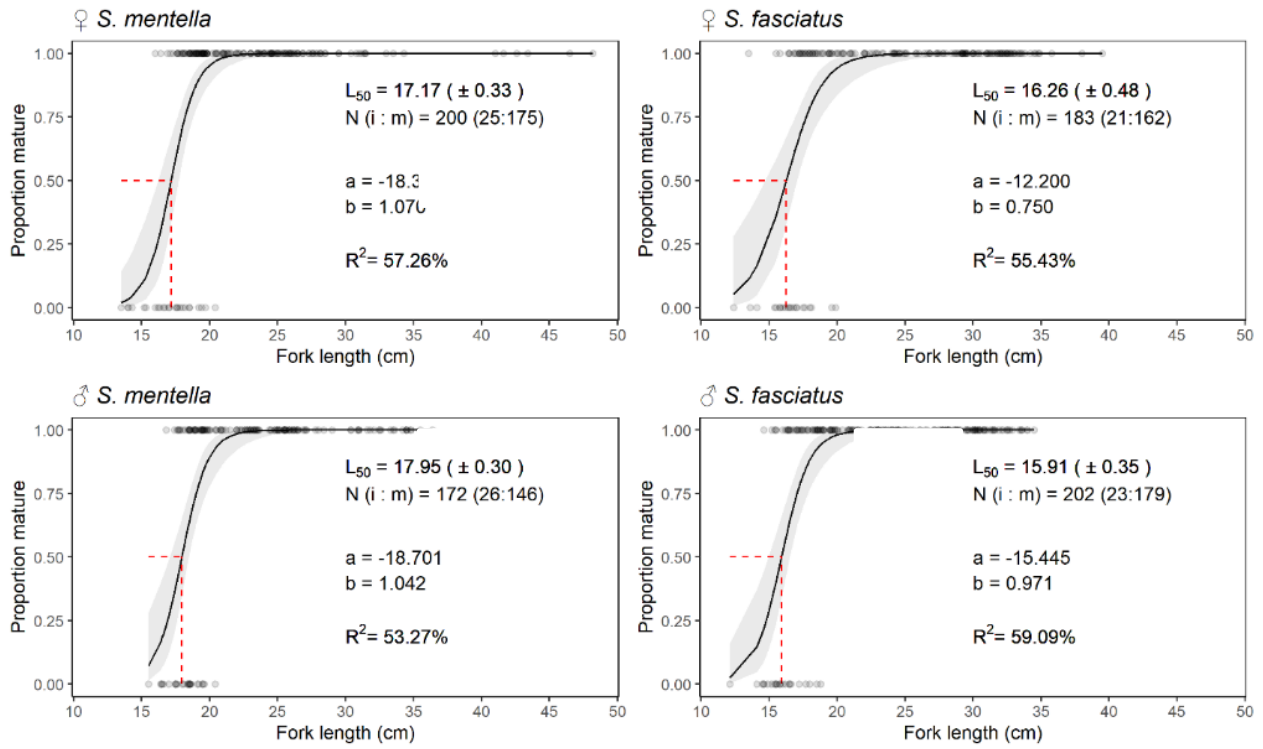 ♀ S. mentella
Proportion mature
1.00
0.75
0.50
0.25
0.00
L50 = 17.17 ( ± 0.33 )
N (i : m) = 200 (25:175)
a =
b =
R2= 57.26%
10 15 20 25 30 35 40 45 50
Fork length (cm)
♀ S. fasciatus
Proportion mature
1.00
0.75
0.50
0.25
0.00
L50 = 16.26 ( ± 0.48 )
N (i : m) = 183 (21:162)
a = -12.200
b = 0.750
R2= 55.43%
10 15 20 25 30 35 40 45 50
Fork length (cm)
♂ S. mentella
Proportion mature
1.00
0.75
0.50
0.25
0.00
L50 = 17.95 ( ± 0.30 )
N (i : m) = 172 (26:146)
a = -18.701
b = 1.042
R2= 53.27%
10 15 20 25 30 35 40 45 50
Fork length (cm)
♂ S. fasciatus
Proportion mature
1.00
0.75
0.50
0.25
0.00
L50 = 15.91 ( ± 0.35 )
N (i : m) = 202 (23:179)
a = -15.445
b = 0.971
R2= 59.09%
10 15 20 25 30 35 40 45 50
Fork length (cm)